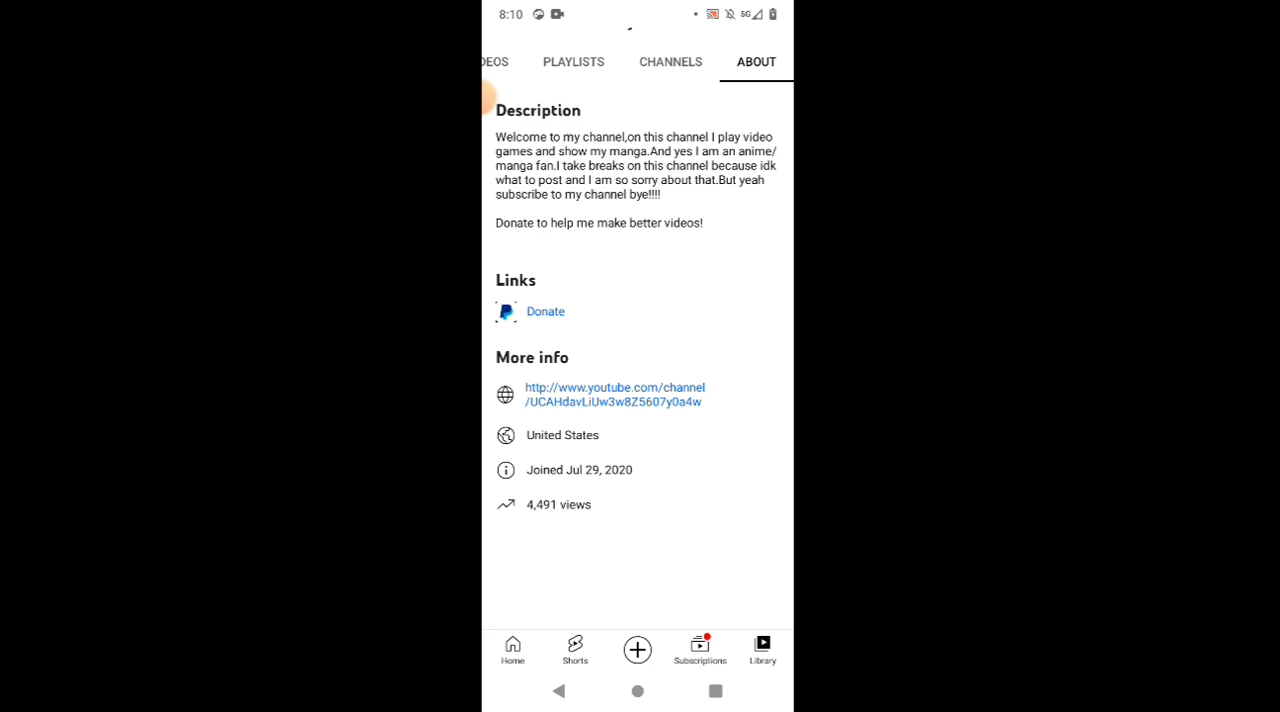 8:10
5G
DEOS PLAYLISTS CHANNELS ABOUT
Description
Welcome to my channel,on this channel I play video
games and show my manga.And yes I am an anime/
manga fan.I take breaks on this channel because idk
what to post and I am so sorry about that.But yeah
subscribe to my channel bye!!!!
Donate to help me make better videos!
Links
Donate
More info
http://www.youtube.com/channel
/UCAHdavLiUw3w8Z5607y0a4w
United States
Joined Jul 29, 2020
4,491 views
Home Shorts Subscriptions Library